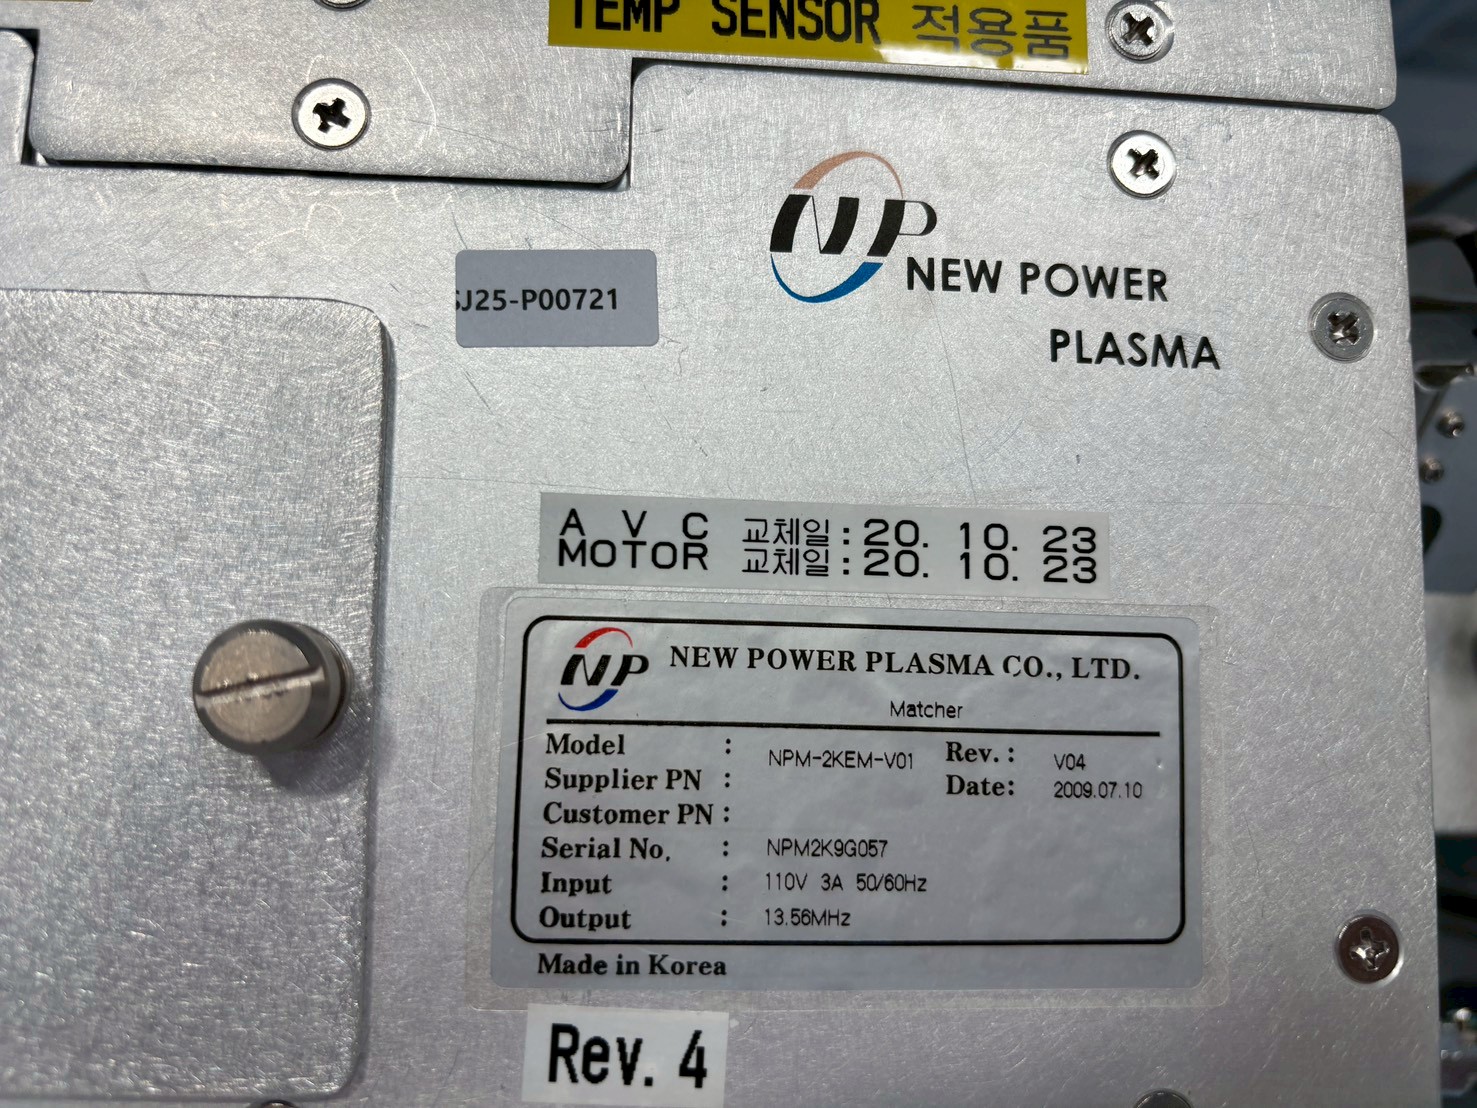 TEMP SENSOR 적용품
NP
NEW POWER
PLASMA
SJ25-P00721
A V C 교체일 : 20. 10. 23
MOTOR 교체일 : 20. 10. 23
NP NEW POWER PLASMA CO., LTD.
Matcher
Model : NPM-2KEM-V01 Rev. : V04
Supplier PN : Date: 2009.07.10
Customer PN :
Serial No. : NPM2K9G057
Input : 110V 3A 50/60Hz
Output : 13.56MHz
Made in Korea
Rev. 4